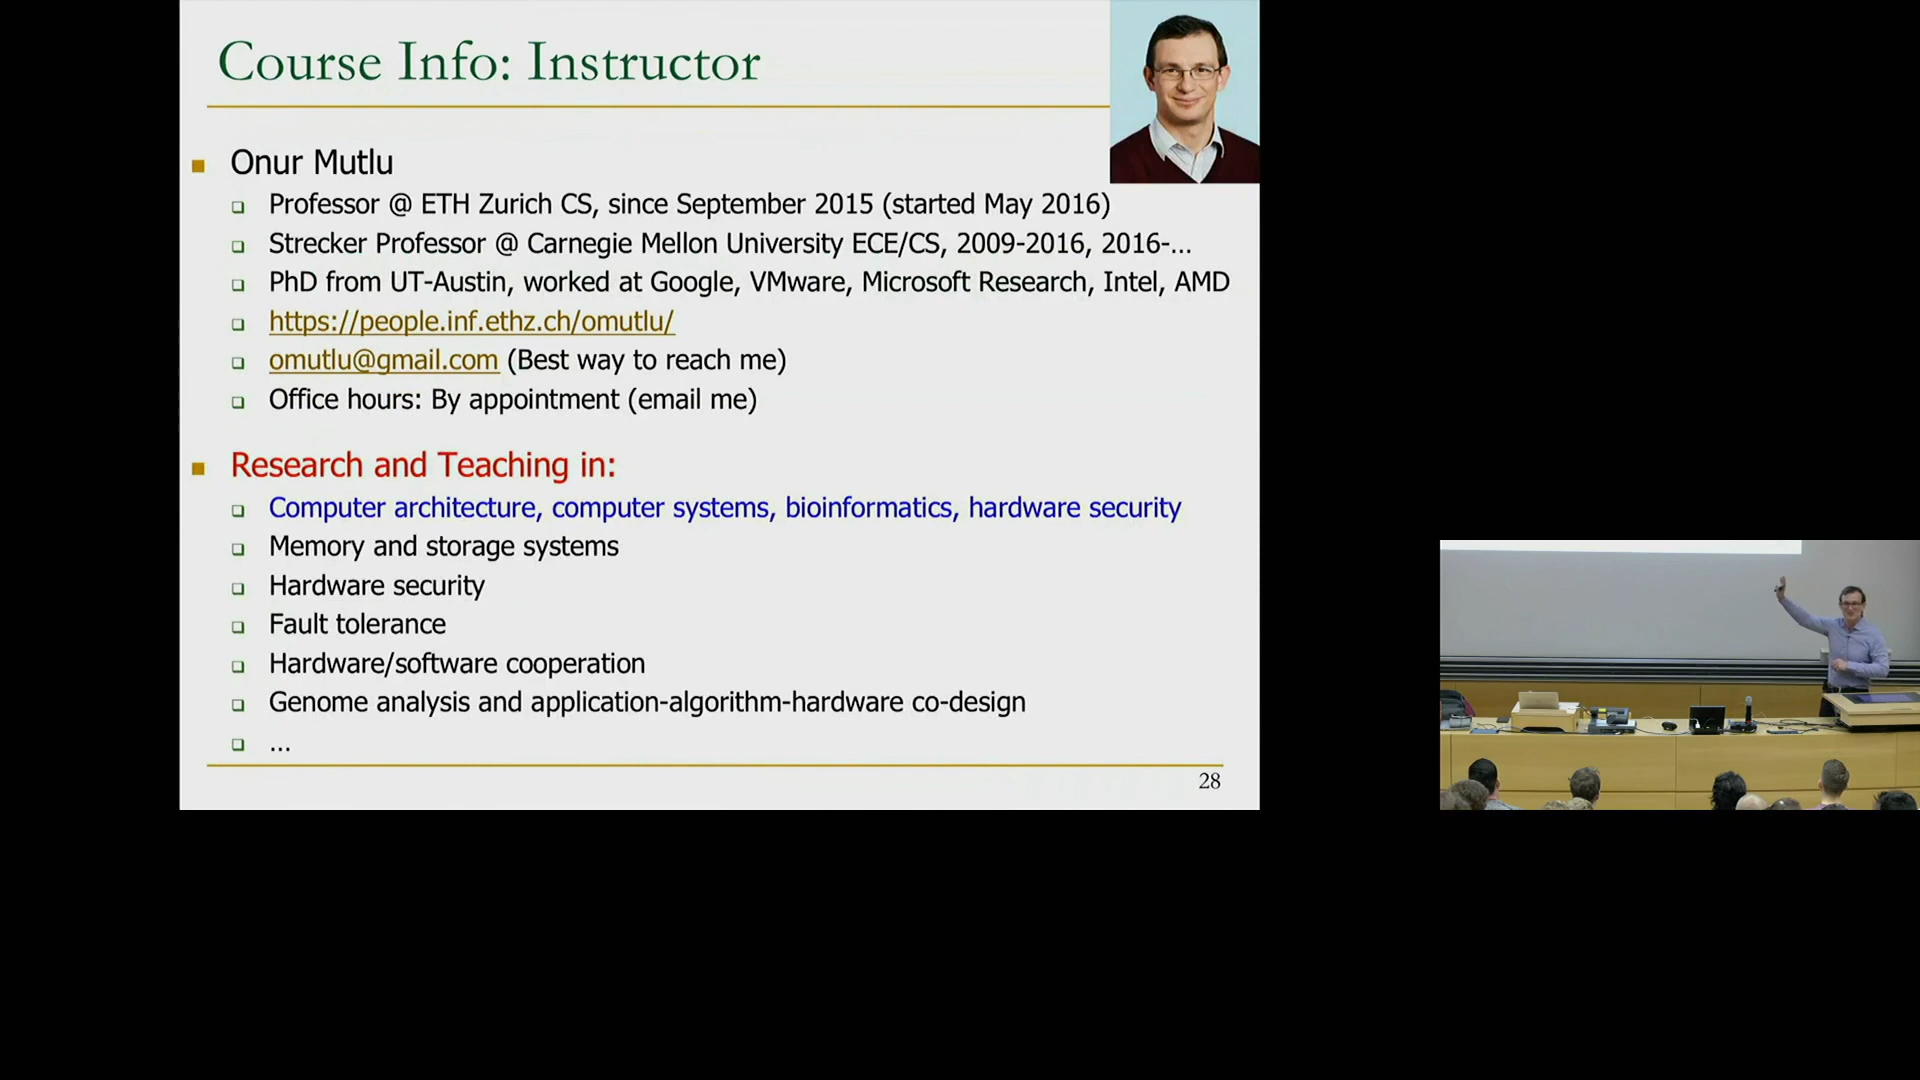 Course Info: Instructor
Onur Mutlu
Professor @ ETH Zurich CS, since September 2015 (started May 2016)
Strecker Professor @ Carnegie Mellon University ECE/CS, 2009-2016, 2016-...
PhD from UT-Austin, worked at Google, VMware, Microsoft Research, Intel, AMD
https://people.inf.ethz.ch/omutlu/
omutlu@gmail.com (Best way to reach me)
Office hours: By appointment (email me)
Research and Teaching in:
Computer architecture, computer systems, bioinformatics, hardware security
Memory and storage systems
Hardware security
Fault tolerance
Hardware/software cooperation
Genome analysis and application-algorithm-hardware co-design
...
28